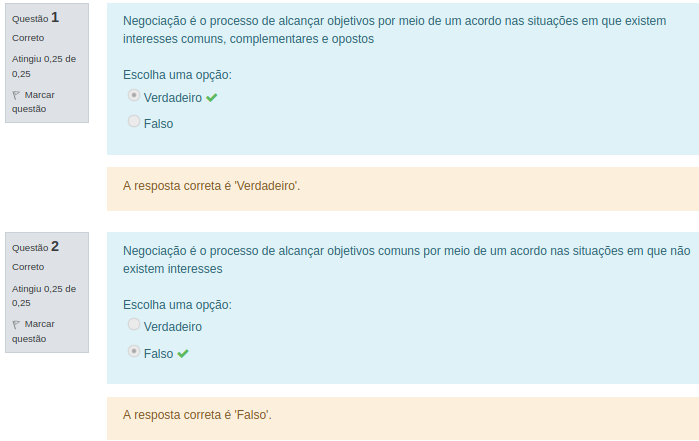 Questão 1
Correto
Atingiu 0,25 de
0,25
Marcar
questão
Negociação é o processo de alcançar objetivos por meio de um acordo nas situações em que existem
interesses comuns, complementares e opostos
Escolha uma opção:
Verdadeiro
Falso
A resposta correta é 'Verdadeiro'.
Questão 2
Correto
Atingiu 0,25 de
0,25
Marcar
questão
Negociação é o processo de alcançar objetivos comuns por meio de um acordo nas situações em que não
existem interesses
Escolha uma opção:
Verdadeiro
Falso
A resposta correta é 'Falso'.